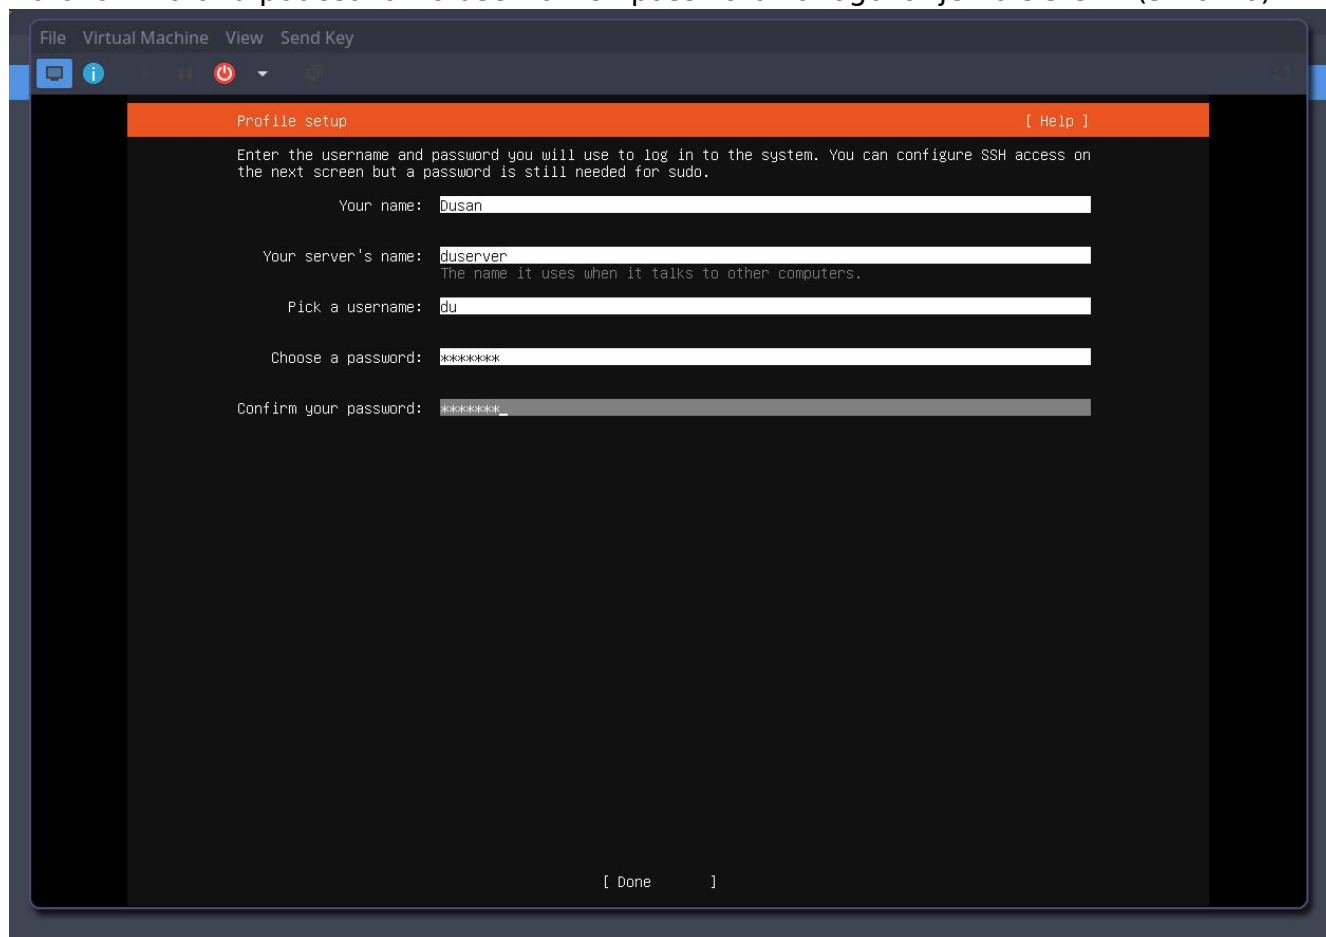 File Virtual Machine View Send Key
Profile setup [ Help ]
Enter the username and password you will use to log in to the system. You can configure SSH access on
the next screen but a password is still needed for sudo.
Your name: Dusan
Your server's name: duserver
The name it uses when it talks to other computers.
Pick a username: du
Choose a password: *******
Confirm your password: *******_
[ Done ]